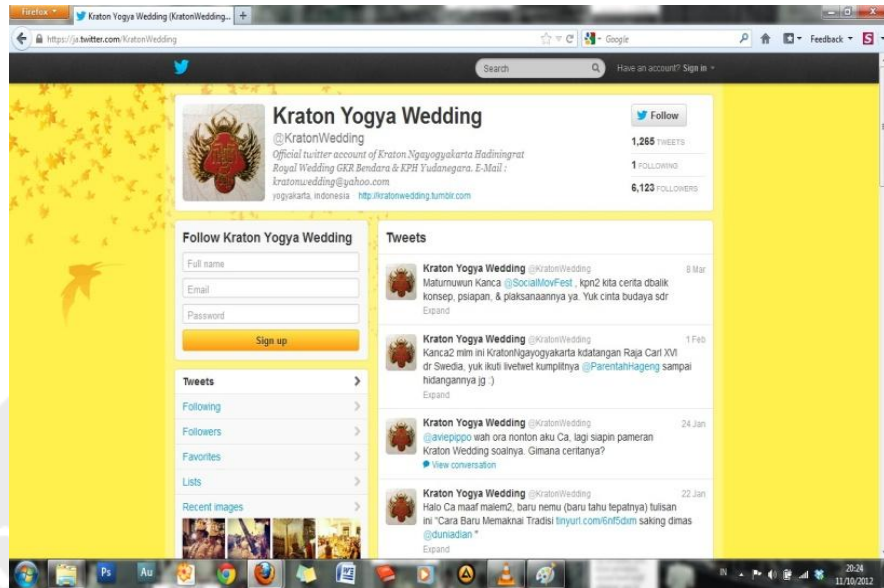 Firefox
Kraton Yogya Wedding (KratonWedding... +
https://ja.twitter.com/KratonWedding
Google
Feedback
Search
Have an account? Sign in
Kraton Yogya Wedding
@KratonWedding
Official twitter account of Kraton Ngayogyakarta Hadiningrat
Royal Wedding GKR Bendara & KPH Yudanegara. E-Mail :
kratonwedding@yahoo.com
yogyakarta, indonesia http://kratonwedding.tumblr.com
Follow
1,265 TWEETS
1 FOLLOWING
6,123 FOLLOWERS
Follow Kraton Yogya Wedding
Full name
Email
Password
Sign up
Tweets
Following
Followers
Favorites
Lists
Recent images
Tweets
Kraton Yogya Wedding @KratonWedding 8 Mar
Maturnuwun Kanca @SocialMovFest , kpn2 kita cerita dbalik
konsep, psiapan, & plaksanaannya ya. Yuk cinta budaya sdr
Expand
Kraton Yogya Wedding @KratonWedding 1 Feb
Kanca2 mlm ini KratonNgayogyakarta kdatangan Raja Carl XVI
dr Swedia, yuk ikuti livetwet kumplitnya @ParentahHageng sampai
hidangannya jg :)
Expand
Kraton Yogya Wedding @KratonWedding 24 Jan
@aviepippo wah ora nonton aku Ca, lagi siapin pameran
Kraton Wedding soalnya. Gimana ceritanya?
View conversation
Kraton Yogya Wedding @KratonWedding 22 Jan
Halo Ca maaf malem2, baru nemu (baru tahu tepatnya) tulisan
ini "Cara Baru Memaknai Tradisi tinyurl.com/6nf5dxm saking dimas
@duniadian "
Expand
Ps
Au
IN
20:24
11/10/2012